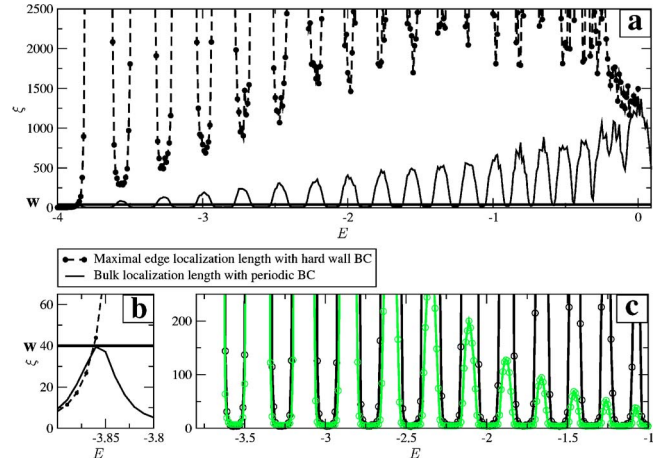 2500
2000
1500
ξ
1000
500
W
0
-4
-3
-2
-1
0
E
a
Maximal edge localization length with hard wall BC
Bulk localization length with periodic BC
60
W
40
ξ
20
0
-3.85
-3.8
E
b
250
200
150
100
50
0
-3.5
-3
-2.5
-2
-1.5
-1
E
c